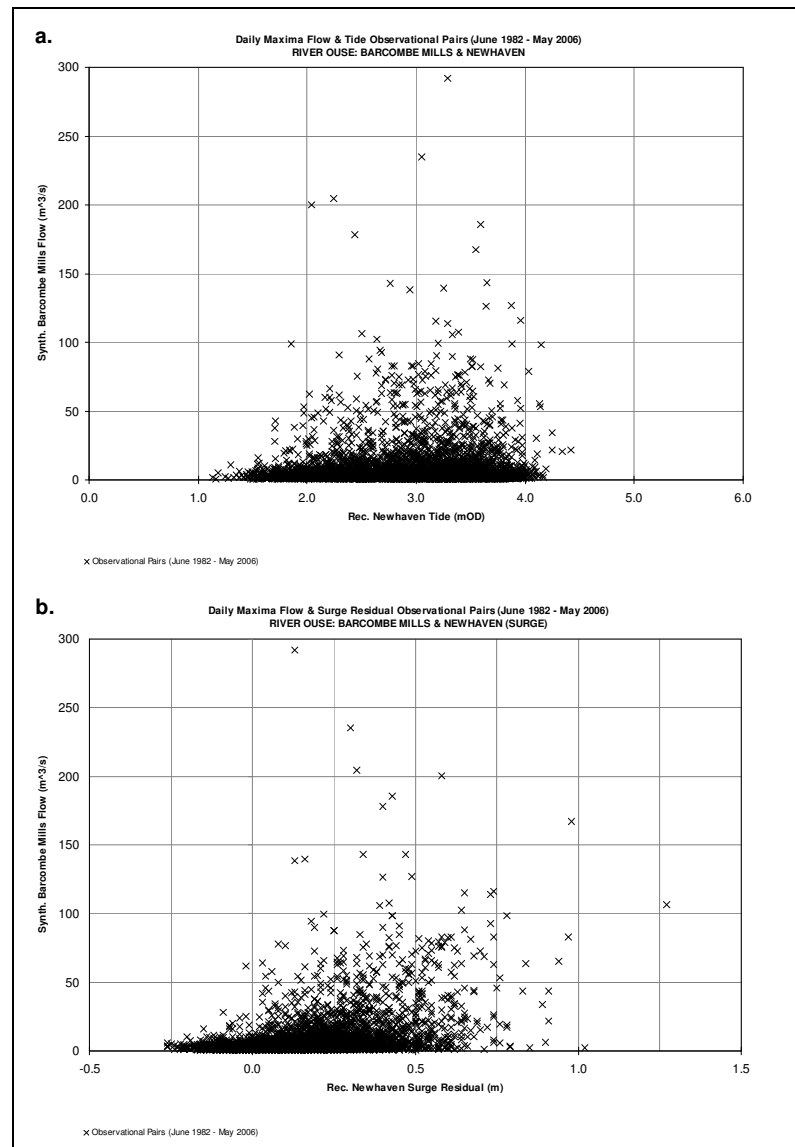 a.
Daily Maxima Flow & Tide Observational Pairs (June 1982 - May 2006)
RIVER OUSE: BARCOMBE MILLS & NEWHAVEN
300
250
200
150
100
50
0
Synth. Barcombe Mills Flow (m^3/s)
0.0 1.0 2.0 3.0 4.0 5.0 6.0
Rec. Newhaven Tide (mOD)
× Observational Pairs (June 1982 - May 2006)
b.
Daily Maxima Flow & Surge Residual Observational Pairs (June 1982 - May 2006)
RIVER OUSE: BARCOMBE MILLS & NEWHAVEN (SURGE)
300
250
200
150
100
50
0
Synth. Barcombe Mills Flow (m^3/s)
-0.5 0.0 0.5 1.0 1.5
Rec. Newhaven Surge Residual (m)
× Observational Pairs (June 1982 - May 2006)